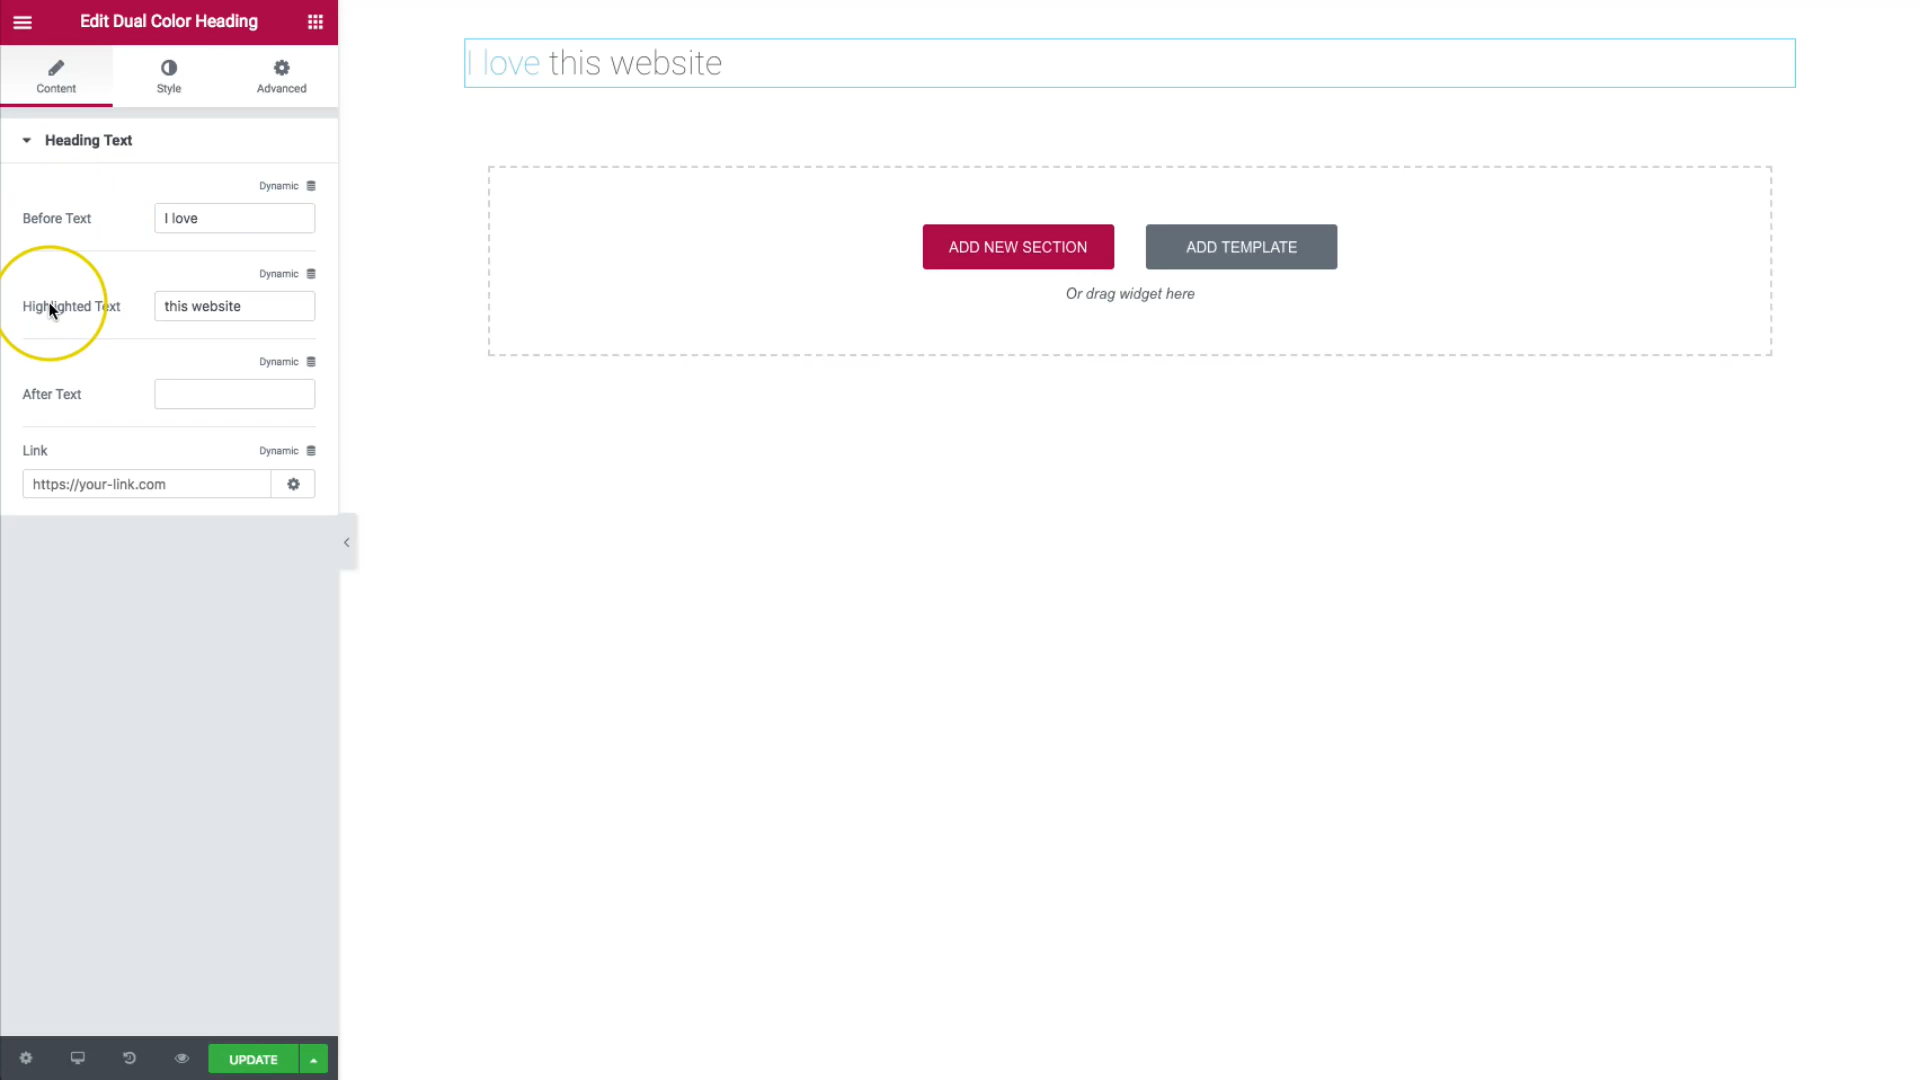 Edit Dual Color Heading
Content
Style
Advanced
I love this website
Heading Text
Dynamic
Before Text
I love
Dynamic
Highlighted Text
this website
Dynamic
After Text
Link
Dynamic
https://your-link.com
ADD NEW SECTION
ADD TEMPLATE
Or drag widget here
UPDATE